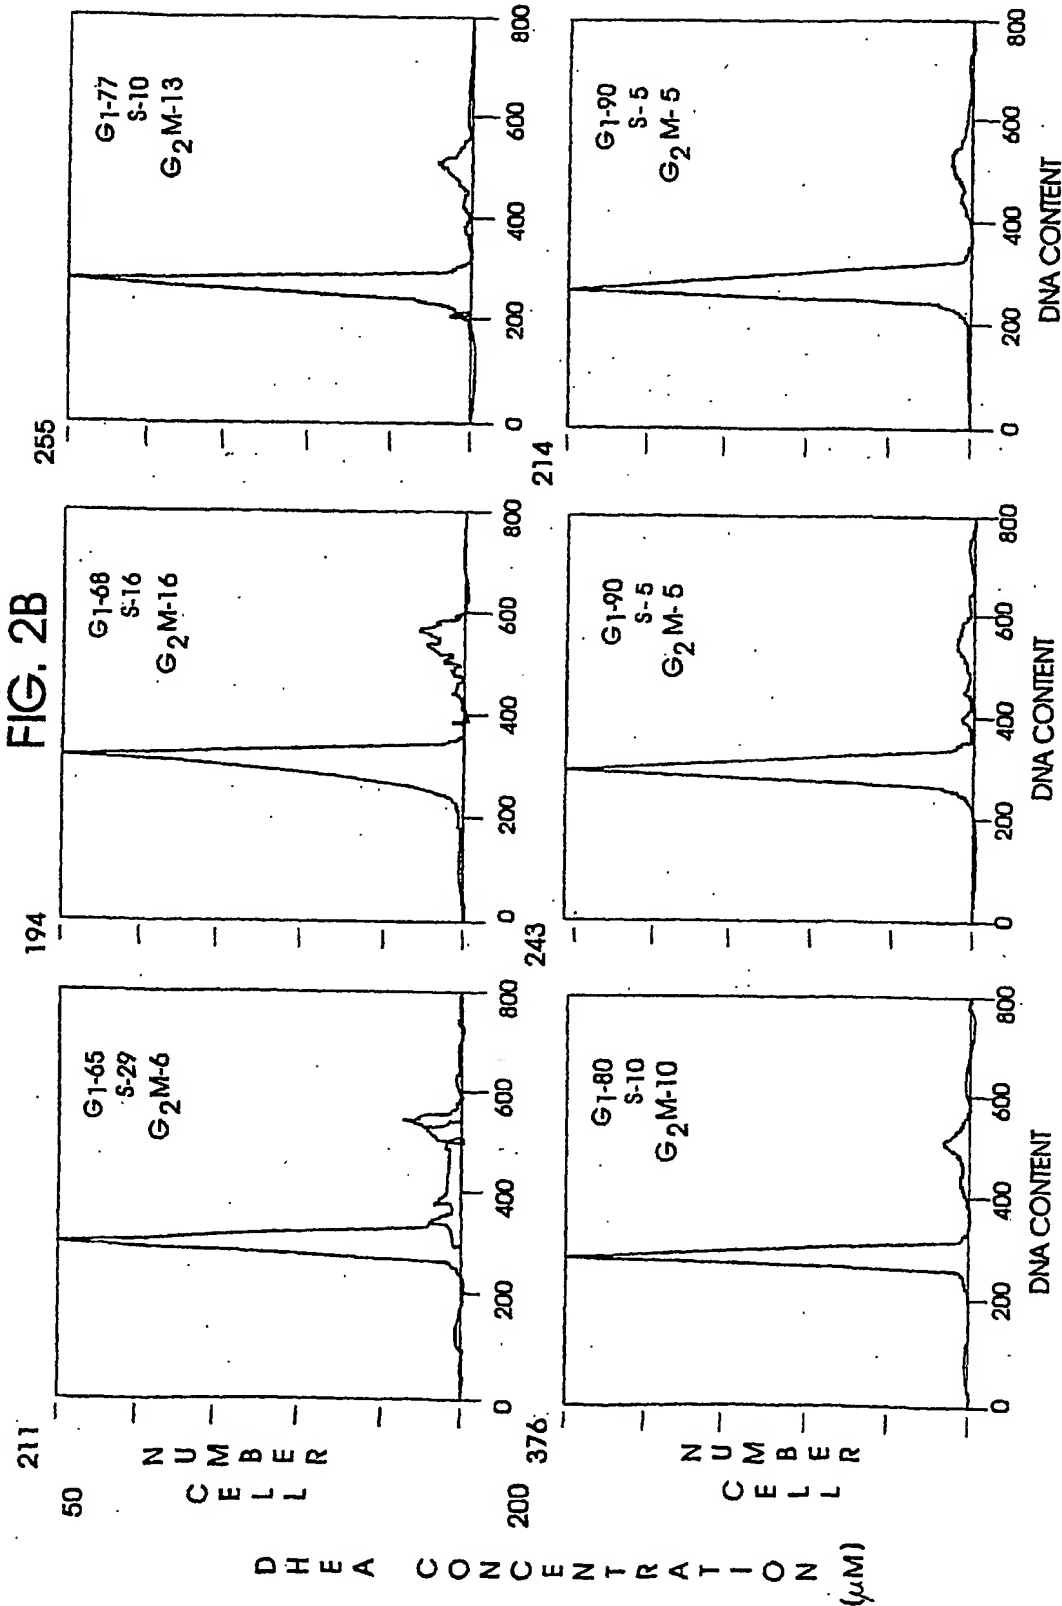 FIG. 2B
DHEA CONCENTRATION
(µM)
50
CELL NUMBER
211
G1-65
S-29
G2M-6
0 200 400 600 800
194
G1-68
S-16
G2M-16
0 200 400 600 800
255
G1-77
S-10
G2M-13
0 200 400 600 800
200
CELL NUMBER
376
G1-80
S-10
G2M-10
0 200 400 600 800
DNA CONTENT
243
G1-90
S-5
G2M-5
0 200 400 600 800
DNA CONTENT
214
G1-90
S-5
G2M-5
0 200 400 600 800
DNA CONTENT